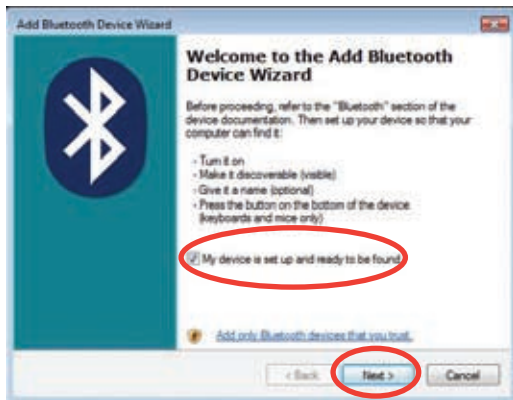 Add Bluetooth Device Wizard
Welcome to the Add Bluetooth
Device Wizard
Before proceeding, refer to the "Bluetooth" section of the
device documentation. Then set up your device so that your
computer can find it:
- Turn it on
- Make it discoverable (visible)
- Give it a name (optional)
- Press the button on the bottom of the device
(keyboards and mice only)
My device is set up and ready to be found.
Add only Bluetooth devices that you trust.
< Back
Next >
Cancel